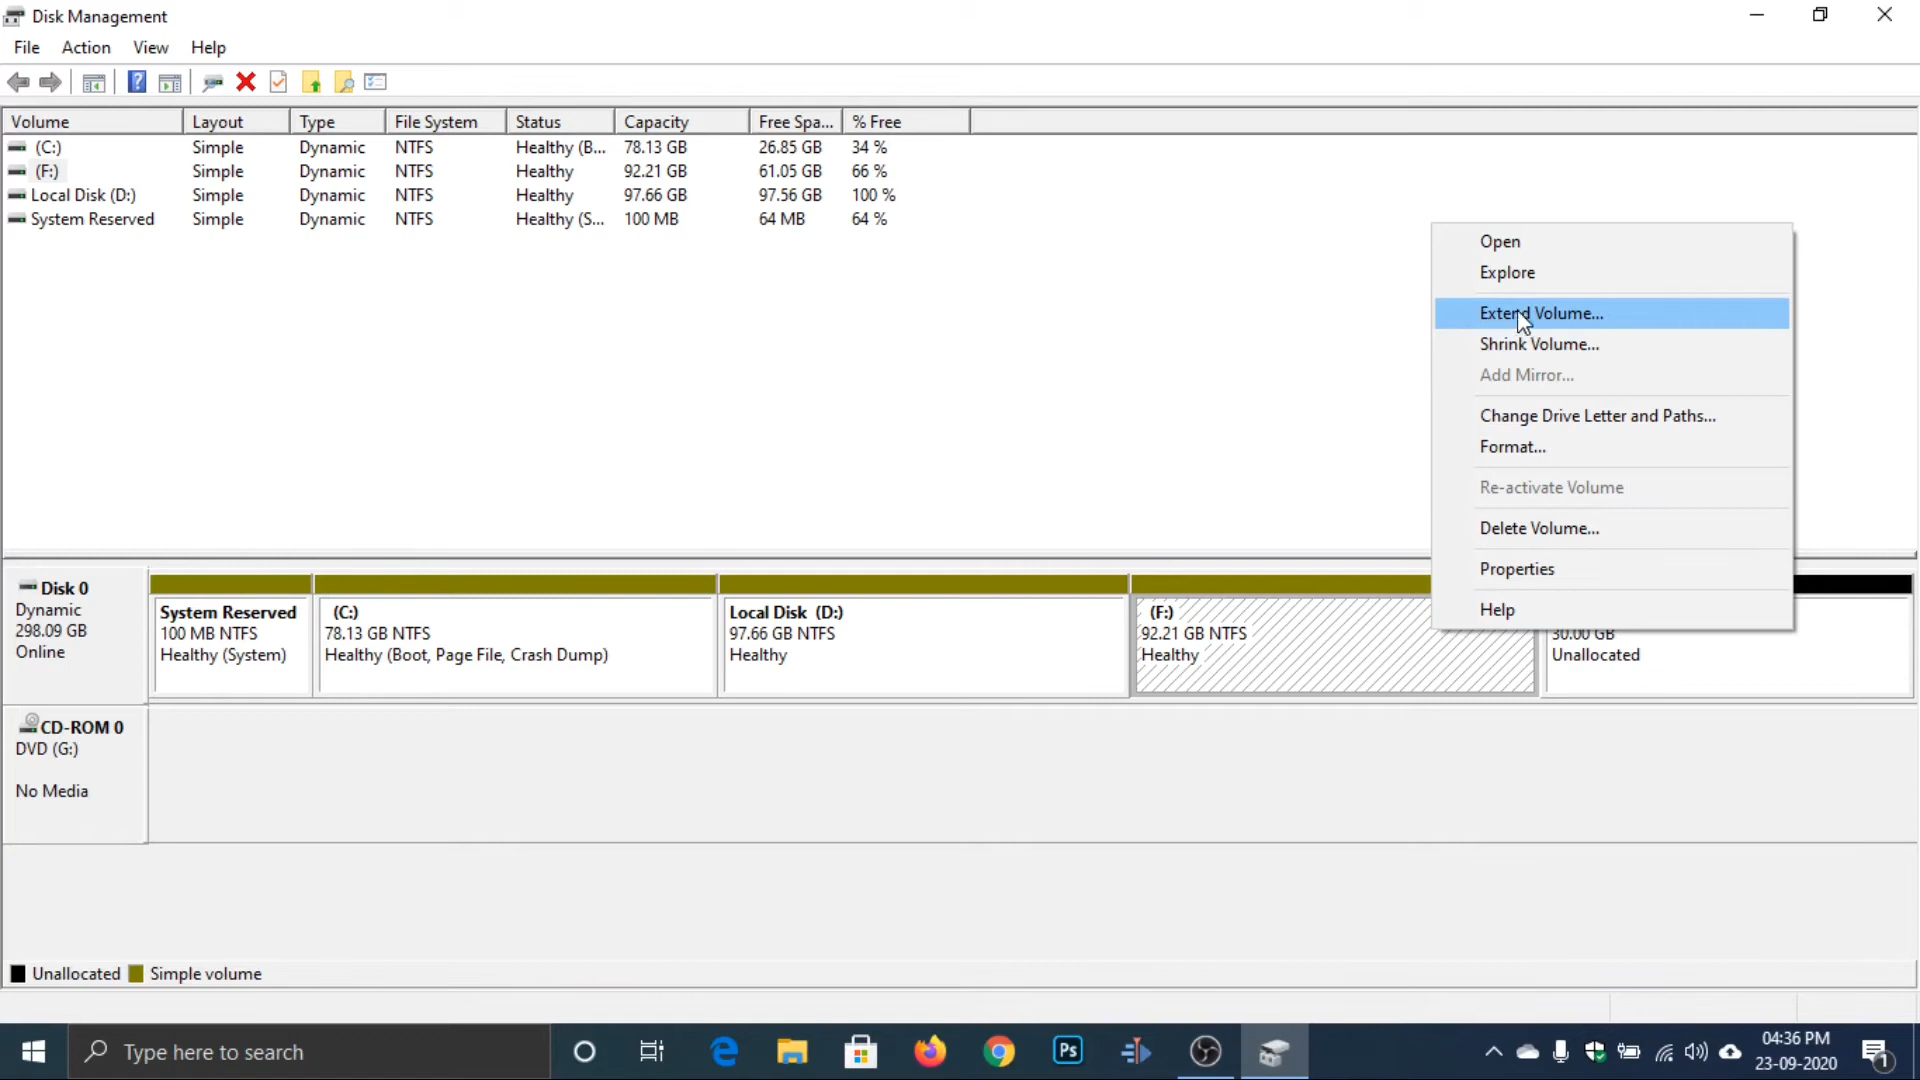 Disk Management
File Action View Help
Volume Layout Type File System Status Capacity Free Spa... % Free
(C:) Simple Dynamic NTFS Healthy (B... 78.13 GB 26.85 GB 34 %
(F:) Simple Dynamic NTFS Healthy 92.21 GB 61.05 GB 66 %
Local Disk (D:) Simple Dynamic NTFS Healthy 97.66 GB 97.56 GB 100 %
System Reserved Simple Dynamic NTFS Healthy (S... 100 MB 64 MB 64 %
Open
Explore
Extend Volume...
Shrink Volume...
Add Mirror...
Change Drive Letter and Paths...
Format...
Re-activate Volume
Delete Volume...
Properties
Help
Disk 0
Dynamic
298.09 GB
Online
System Reserved
100 MB NTFS
Healthy (System)
(C:)
78.13 GB NTFS
Healthy (Boot, Page File, Crash Dump)
Local Disk (D:)
97.66 GB NTFS
Healthy
(F:)
92.21 GB NTFS
Healthy
30.00 GB
Unallocated
CD-ROM 0
DVD (G:)
No Media
Unallocated Simple volume
Type here to search
Ps
04:36 PM
23-09-2020
1